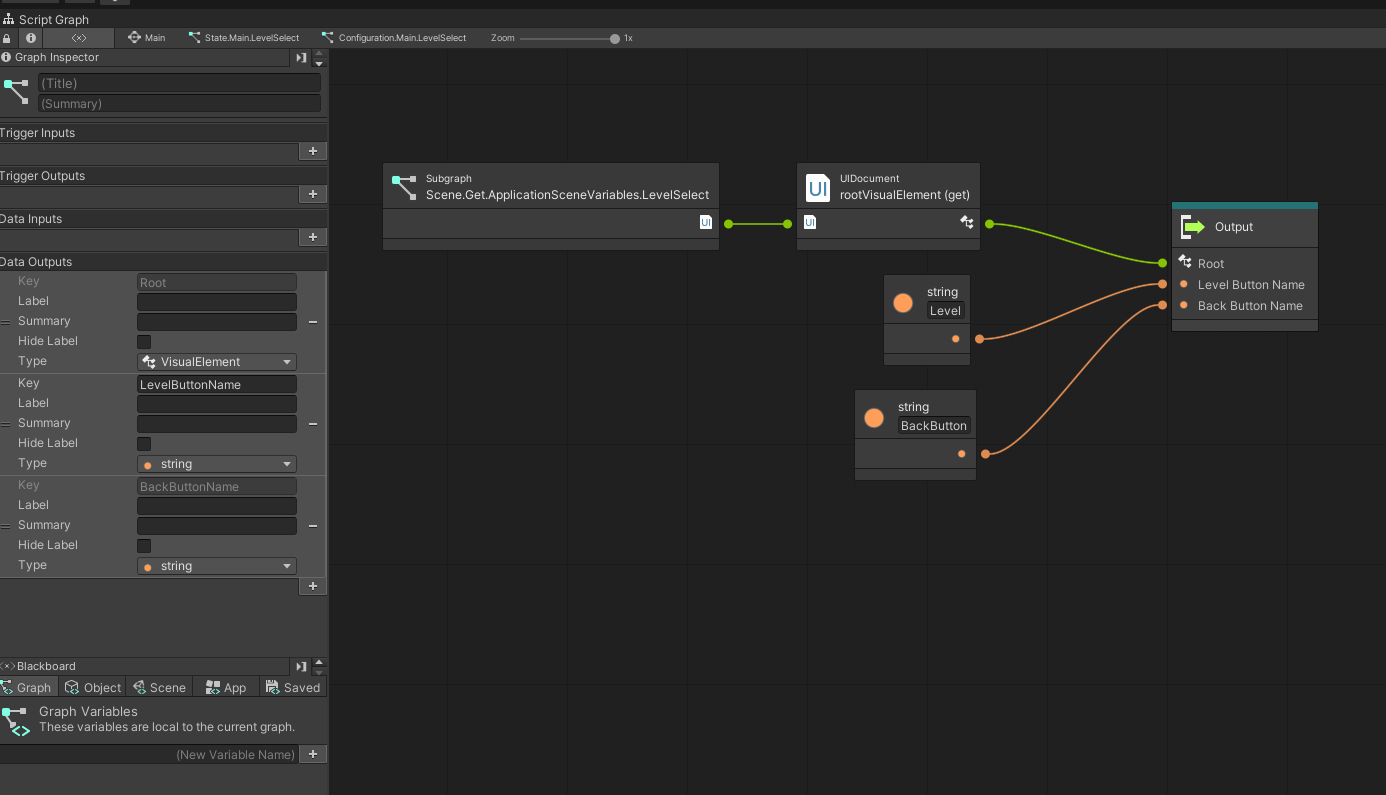 Script Graph
Main
State.Main.LevelSelect
Configuration.Main.LevelSelect
Zoom
1x
Graph Inspector
(Title)
(Summary)
Trigger Inputs
Trigger Outputs
Data Inputs
Data Outputs
Key
Root
Label
Summary
Hide Label
Type
VisualElement
Key
LevelButtonName
Label
Summary
Hide Label
Type
string
Key
BackButtonName
Label
Summary
Hide Label
Type
string
Blackboard
Graph
Object
Scene
App
Saved
Graph Variables
These variables are local to the current graph.
(New Variable Name)
Subgraph
Scene.Get.ApplicationSceneVariables.LevelSelect
UI
UI
UIDocument
rootVisualElement (get)
UI
string
Level
string
BackButton
Output
Root
Level Button Name
Back Button Name